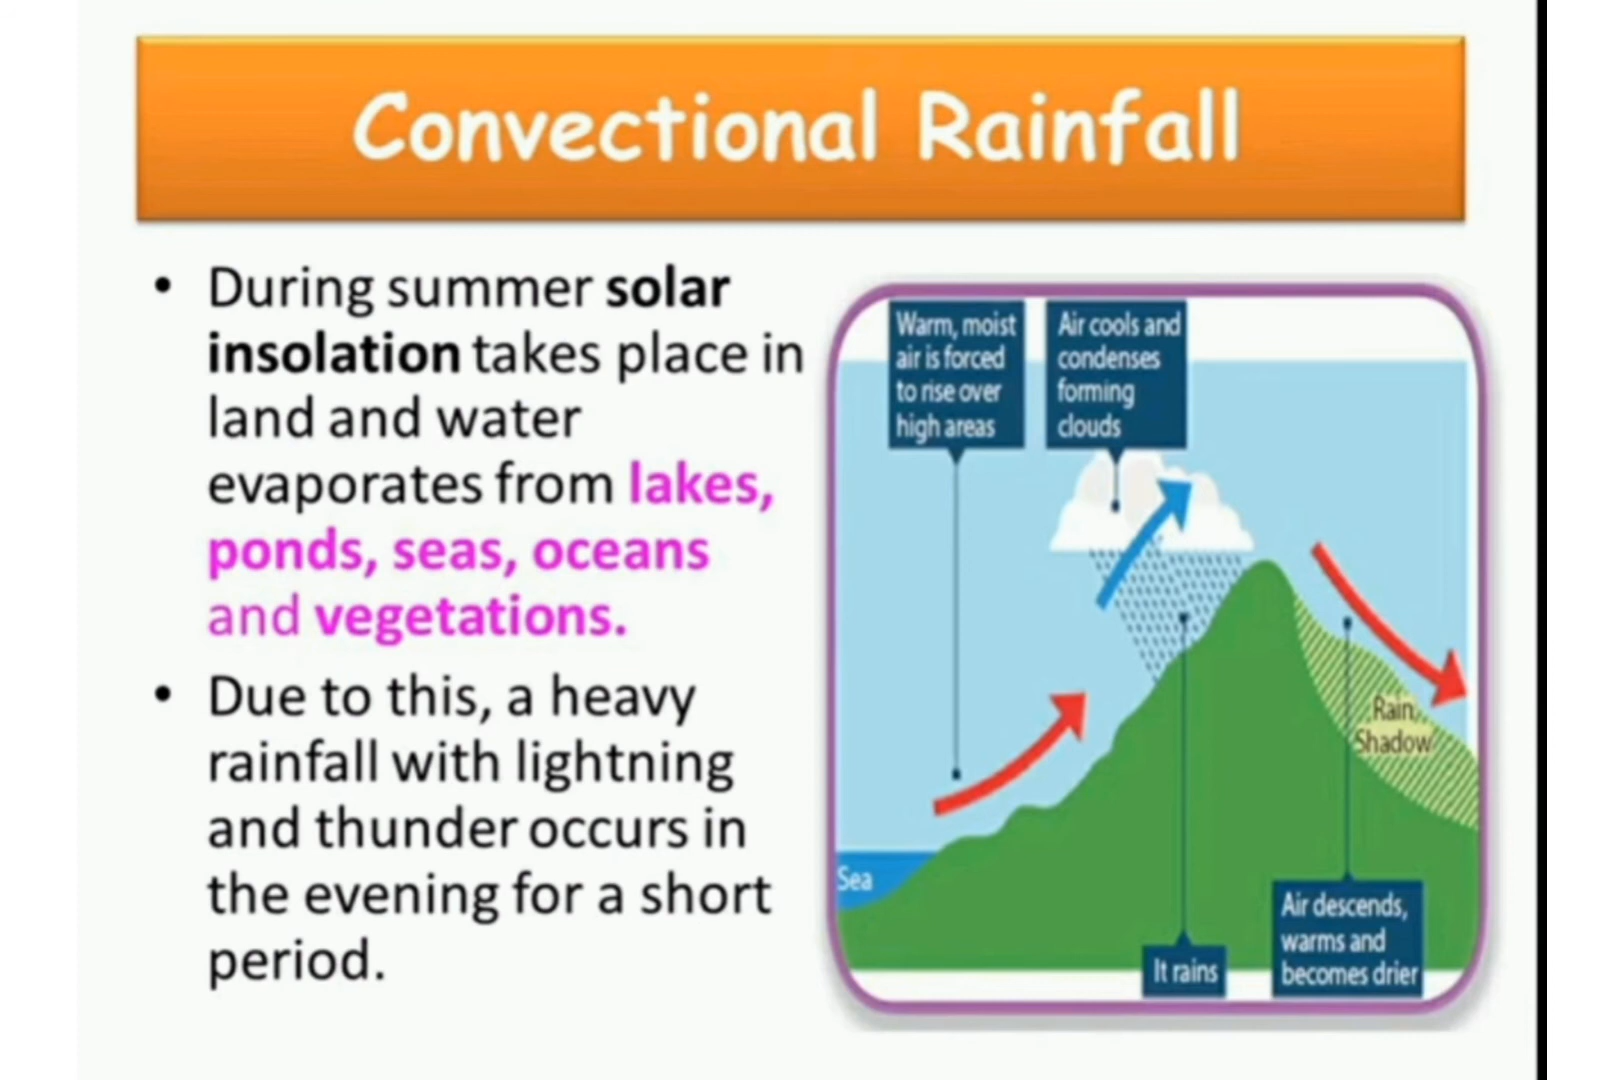 Convectional Rainfall
• During summer solar
insolation takes place in
land and water
evaporates from lakes,
ponds, seas, oceans
and vegetations.
• Due to this, a heavy
rainfall with lightning
and thunder occurs in
the evening for a short
period.
Warm, moist
air is forced
to rise over
high areas
Air cools and
condenses
forming
clouds
Rain
Shadow
Sea
It rains
Air descends,
warms and
becomes drier